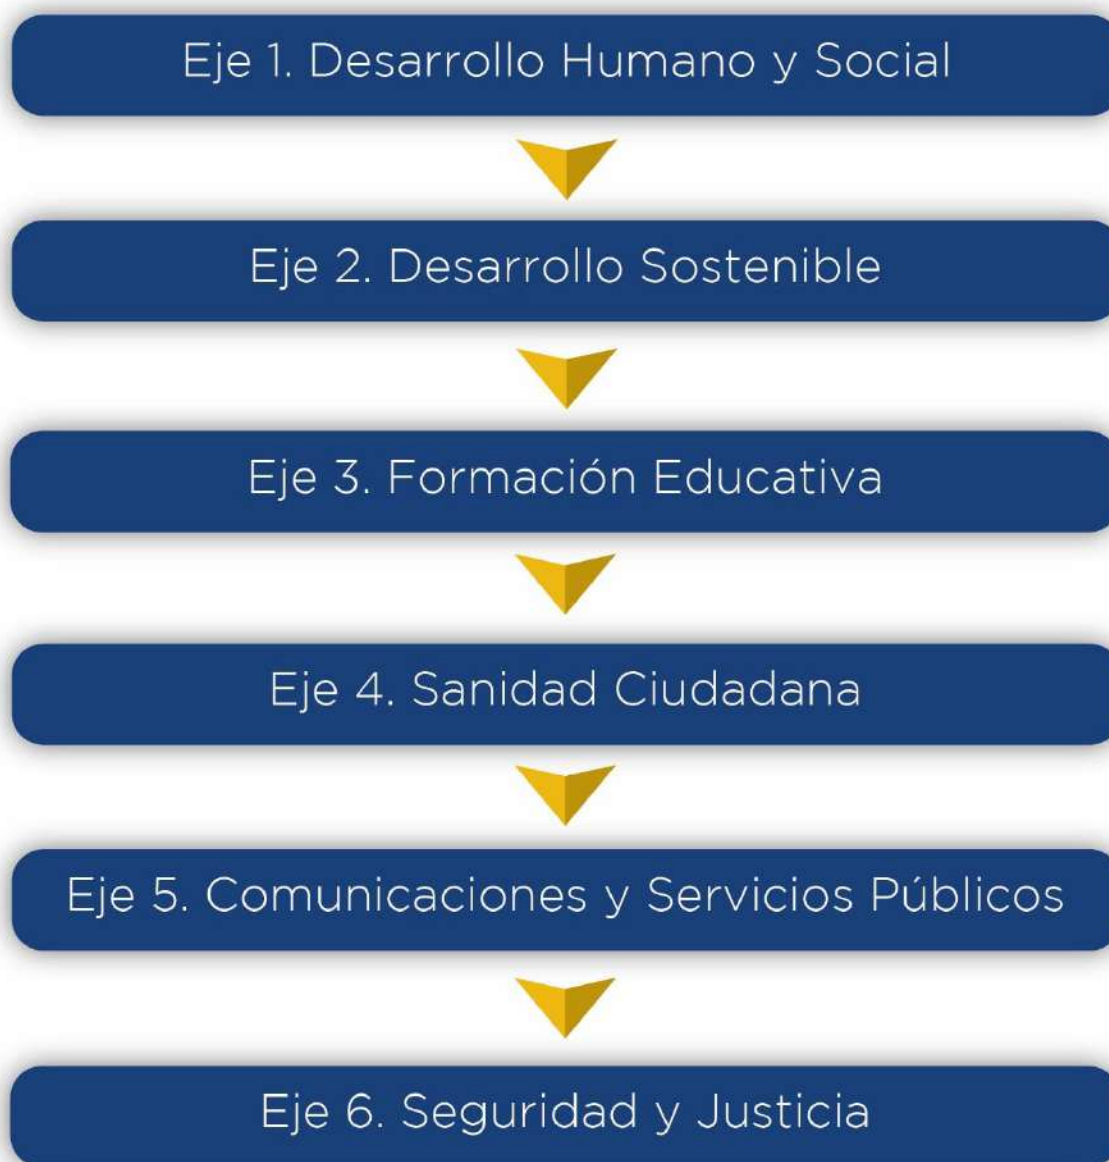 Eje 1. Desarrollo Humano y Social
Eje 2. Desarrollo Sostenible
Eje 3. Formación Educativa
Eje 4. Sanidad Ciudadana
Eje 5. Comunicaciones y Servicios Públicos
Eje 6. Seguridad y Justicia